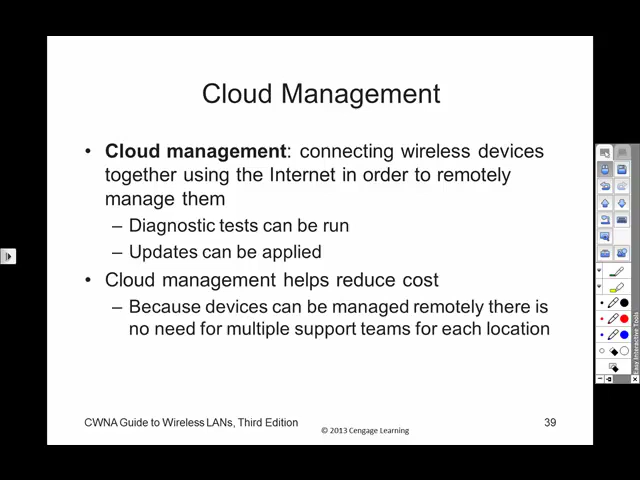 Cloud Management
• Cloud management: connecting wireless devices
together using the Internet in order to remotely
manage them
– Diagnostic tests can be run
– Updates can be applied
• Cloud management helps reduce cost
– Because devices can be managed remotely there is
no need for multiple support teams for each location
CWNA Guide to Wireless LANs, Third Edition
© 2013 Cengage Learning
39
Easy Interactive Tools